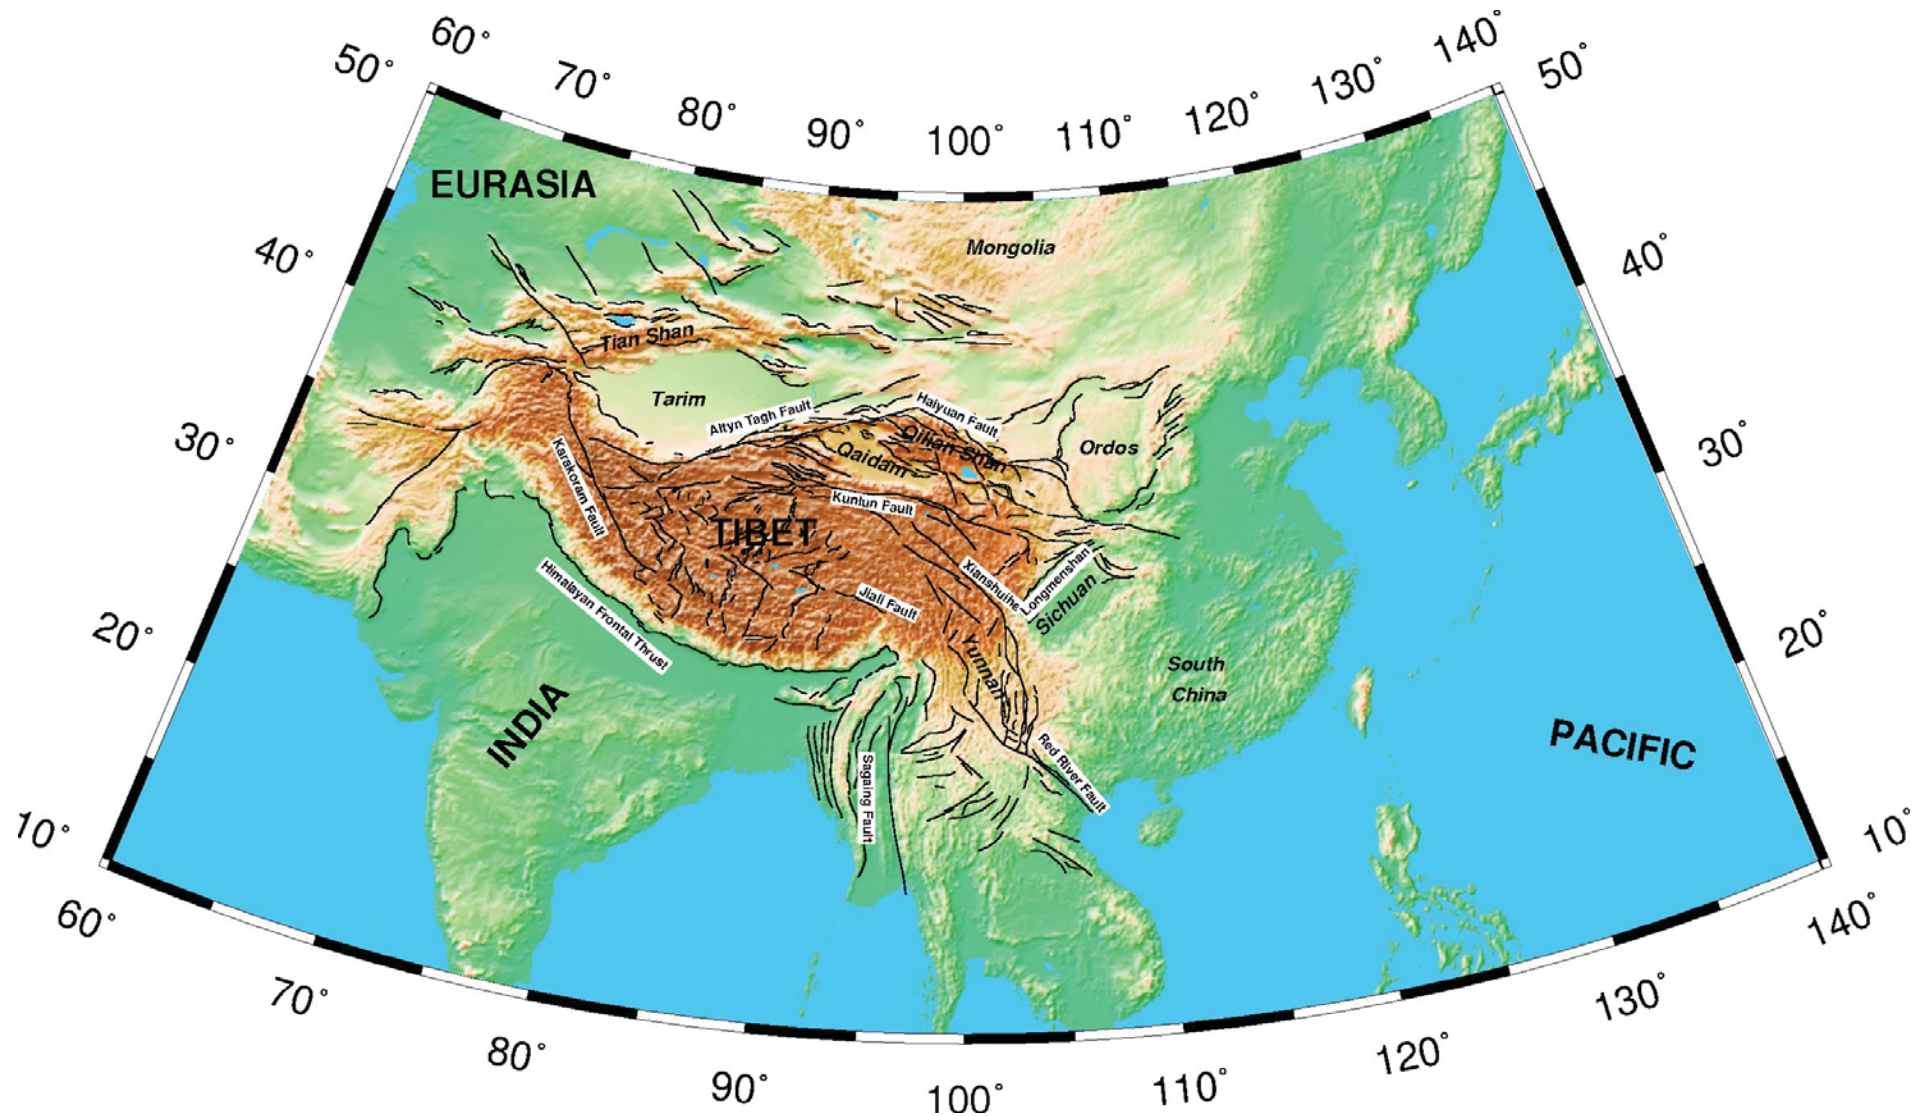 60°
50°
70°
80°
90°
100°
110°
120°
130°
140°
50°
EURASIA
40°
Mongolia
40°
Tian Shan
Tarim
Altyn Tagh Fault
Haiyuan Fault
30°
Qilian Shan
Qaidam
Ordos
30°
Karakoram Fault
Kunlun Fault
TIBET
Himalayan Frontal Thrust
Jiali Fault
Xianshuihe
Longmenshan
Sichuan
20°
20°
Yunnan
South
China
INDIA
PACIFIC
Sagaing Fault
Red River Fault
10°
10°
60°
70°
80°
90°
100°
110°
120°
130°
140°